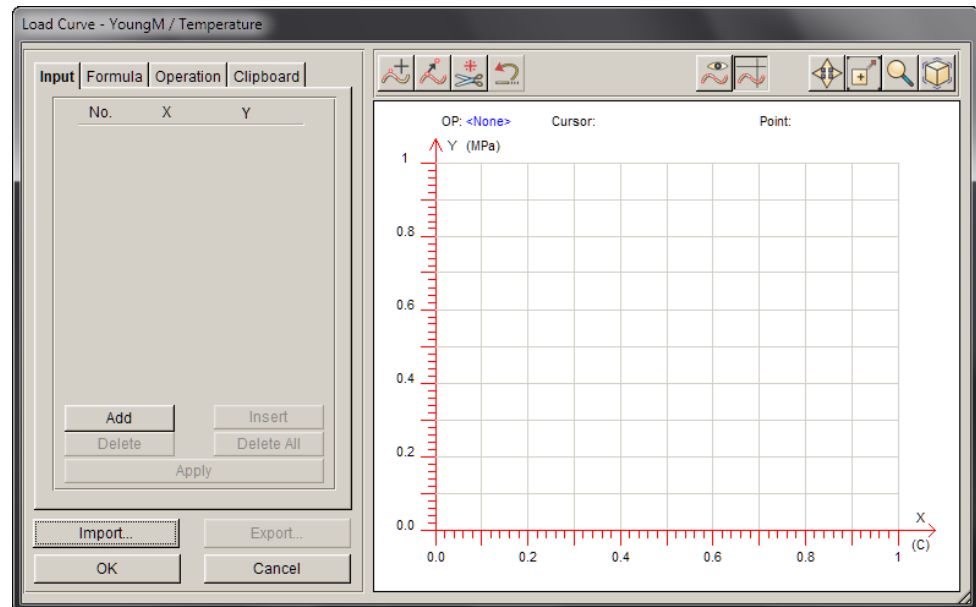 Load Curve - YoungM / Temperature
Input Formula Operation Clipboard
No. X Y
Add Insert
Delete Delete All
Apply
Import... Export...
OK Cancel
OP: <None> Cursor: Point:
Y (MPa)
1
0.8
0.6
0.4
0.2
0.0
X
(C)
0.0 0.2 0.4 0.6 0.8 1